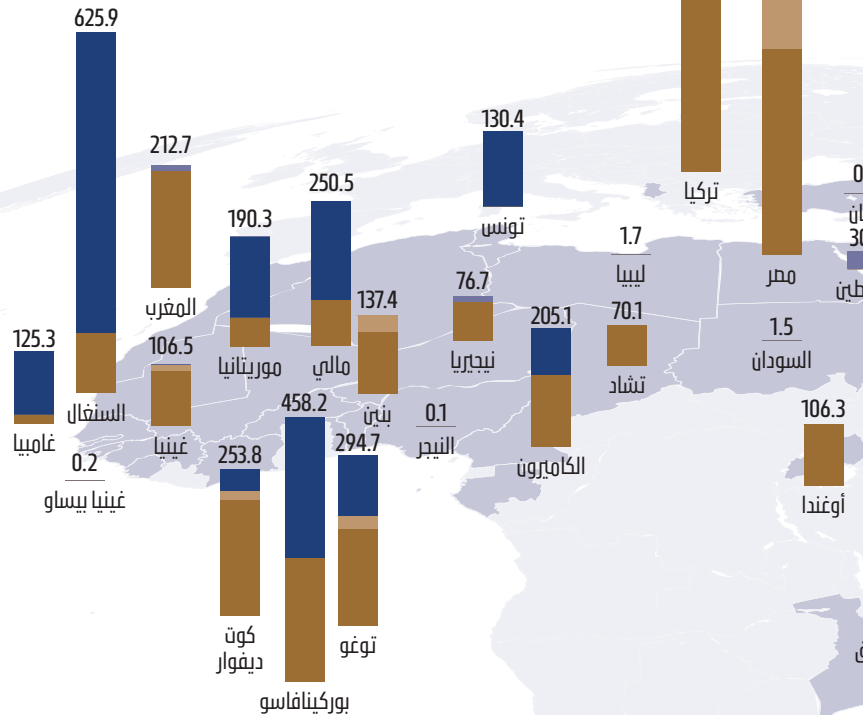 625.9
السنغال
125.3
غامبيا
0.2
غينيا بيساو
212.7
المغرب
106.5
غينيا
190.3
موريتانيا
250.5
مالي
137.4
بنين
253.8
كوت
ديفوار
458.2
بوركينافاسو
294.7
توغو
0.1
النيجر
76.7
نيجيريا
130.4
تونس
205.1
الكاميرون
1.7
ليبيا
70.1
تشاد
تركيا
مصر
1.5
السودان
106.3
أوغندا